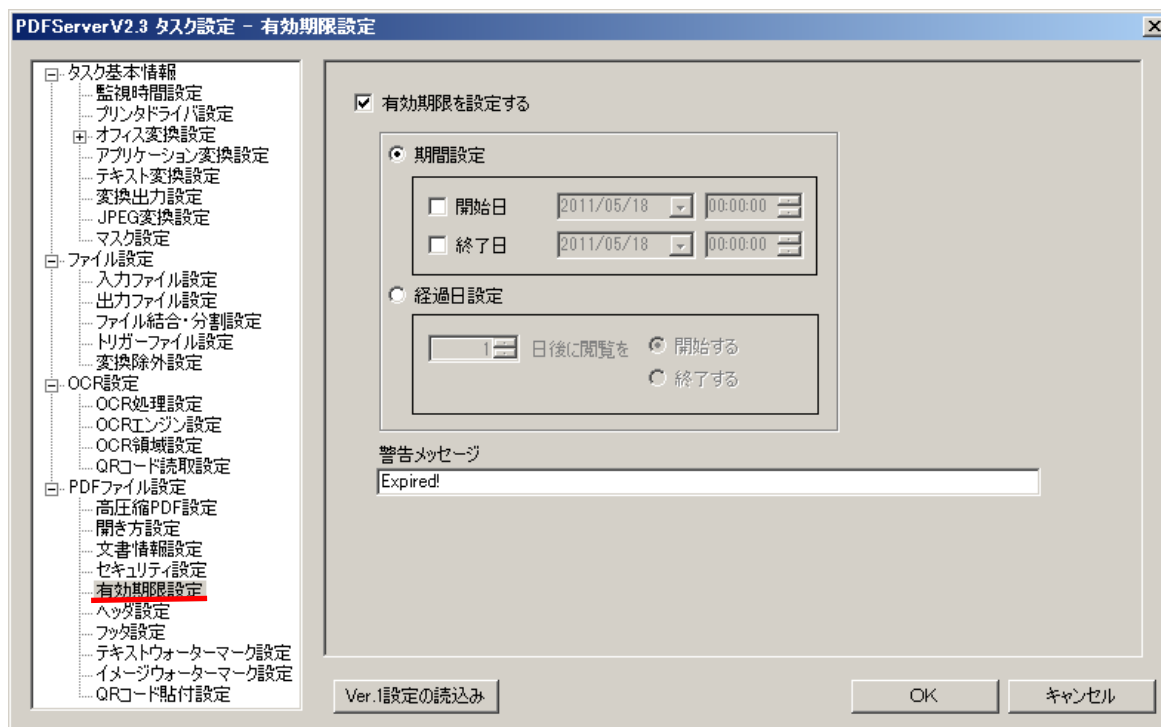 PDFServerV2.3 タスク設定 - 有効期限設定
タスク基本情報
監視時間設定
プリンタドライバ設定
オフィス変換設定
アプリケーション変換設定
テキスト変換設定
変換出力設定
JPEG変換設定
マスク設定
ファイル設定
入力ファイル設定
出力ファイル設定
ファイル結合・分割設定
トリガーファイル設定
変換除外設定
OCR設定
OCR処理設定
OCRエンジン設定
OCR領域設定
QRコード読取設定
PDFファイル設定
高圧縮PDF設定
開き方設定
文書情報設定
セキュリティ設定
有効期限設定
ヘッダ設定
フッタ設定
テキストウォーターマーク設定
イメージウォーターマーク設定
QRコード貼付設定
有効期限を設定する
期間設定
開始日 2011/05/18 00:00:00
終了日 2011/05/18 00:00:00
経過日設定
1 日後に閲覧を 開始する
終了する
警告メッセージ
Expired!
Ver.1設定の読込み OK キャンセル